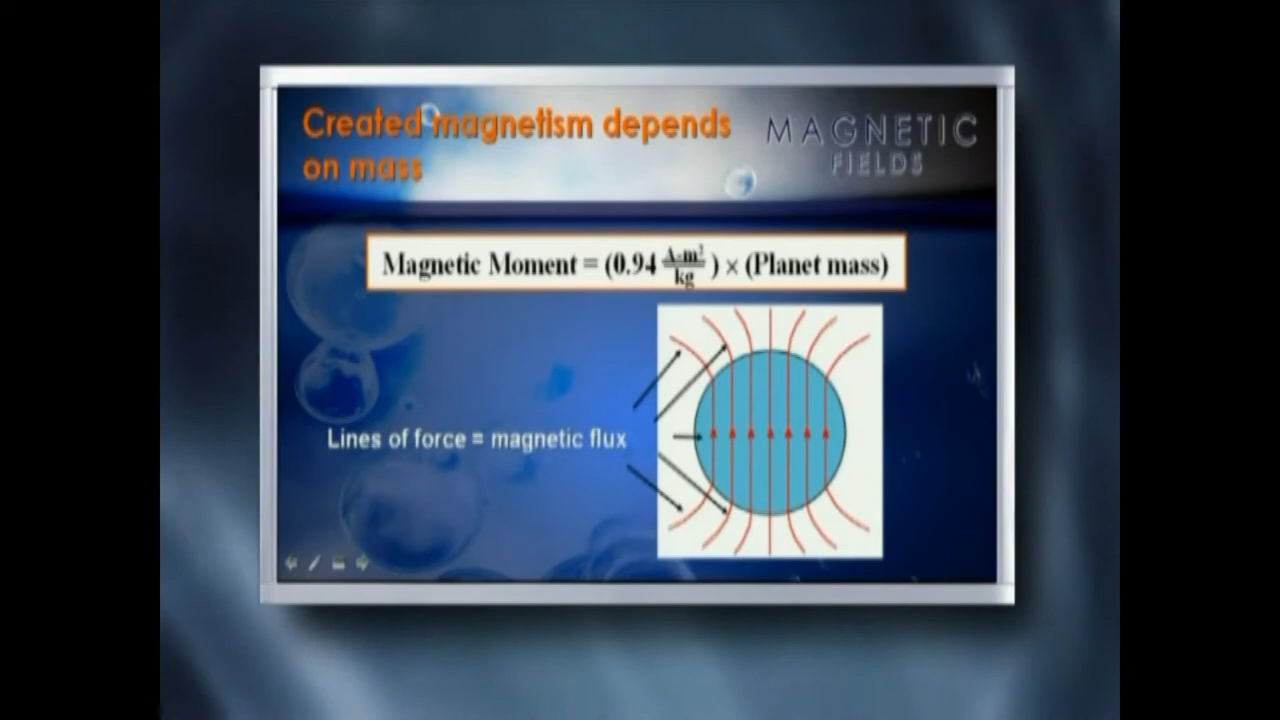 Created magnetism depends
on mass
MAGNETIC
FIELDS
Magnetic Moment = (0.94 A·m²/kg) × (Planet mass)
Lines of force = magnetic flux